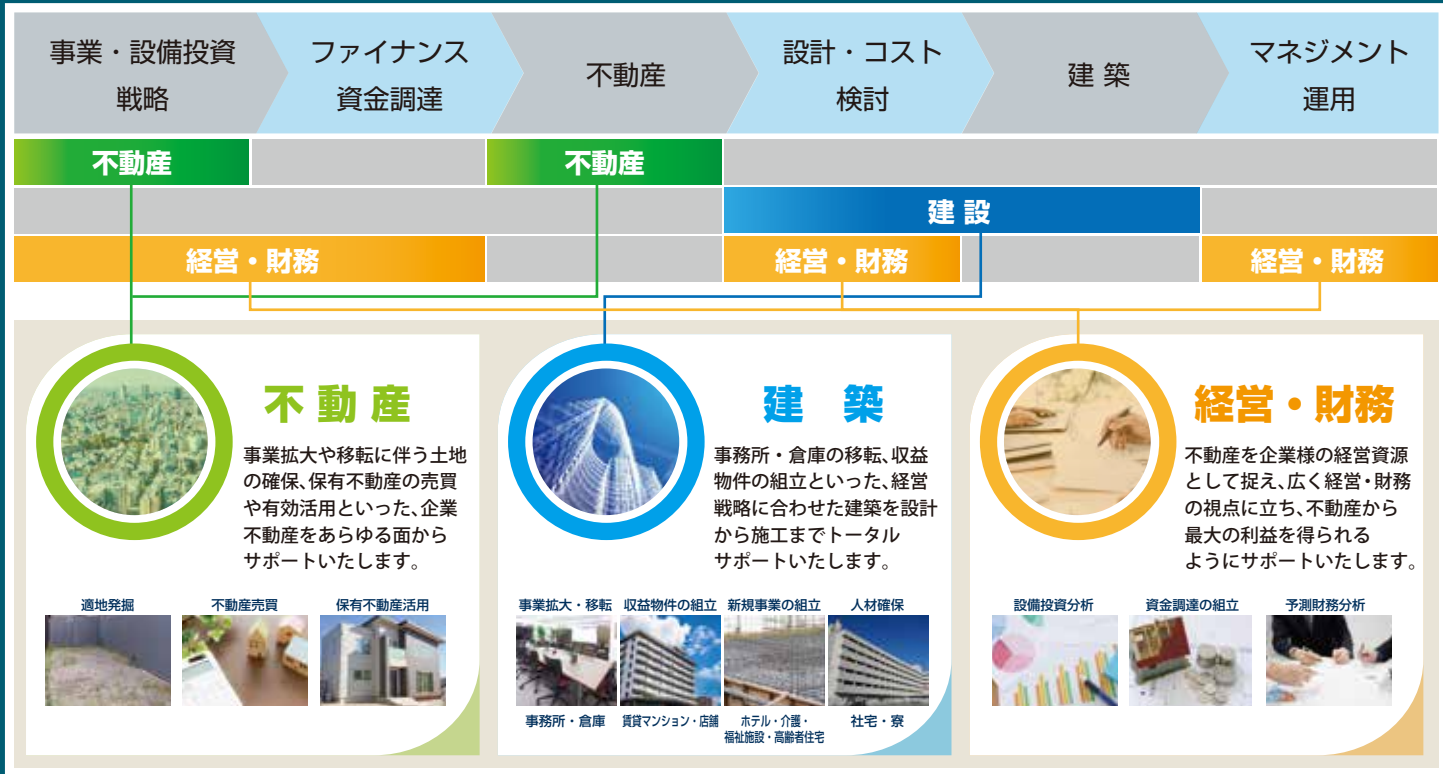 事業・設備投資
戦略
ファイナンス
資金調達
不動産
設計・コスト
検討
建 築
マネジメント
運用
不動産
不動産
建 設
経営・財務
経営・財務
経営・財務
不 動 産
事業拡大や移転に伴う土地
の確保、保有不動産の売買
や有効活用といった、企業
不動産をあらゆる面から
サポートいたします。
適地発掘
不動産売買
保有不動産活用
建 築
事務所・倉庫の移転、収益
物件の組立といった、経営
戦略に合わせた建築を設計
から施工までトータル
サポートいたします。
事業拡大・移転
収益物件の組立
新規事業の組立
人材確保
事務所・倉庫
賃貸マンション・店舗
ホテル・介護・
福祉施設・高齢者住宅
社宅・寮
経営・財務
不動産を企業様の経営資源
として捉え、広く経営・財務
の視点に立ち、不動産から
最大の利益を得られる
ようにサポートいたします。
設備投資分析
資金調達の組立
予測財務分析